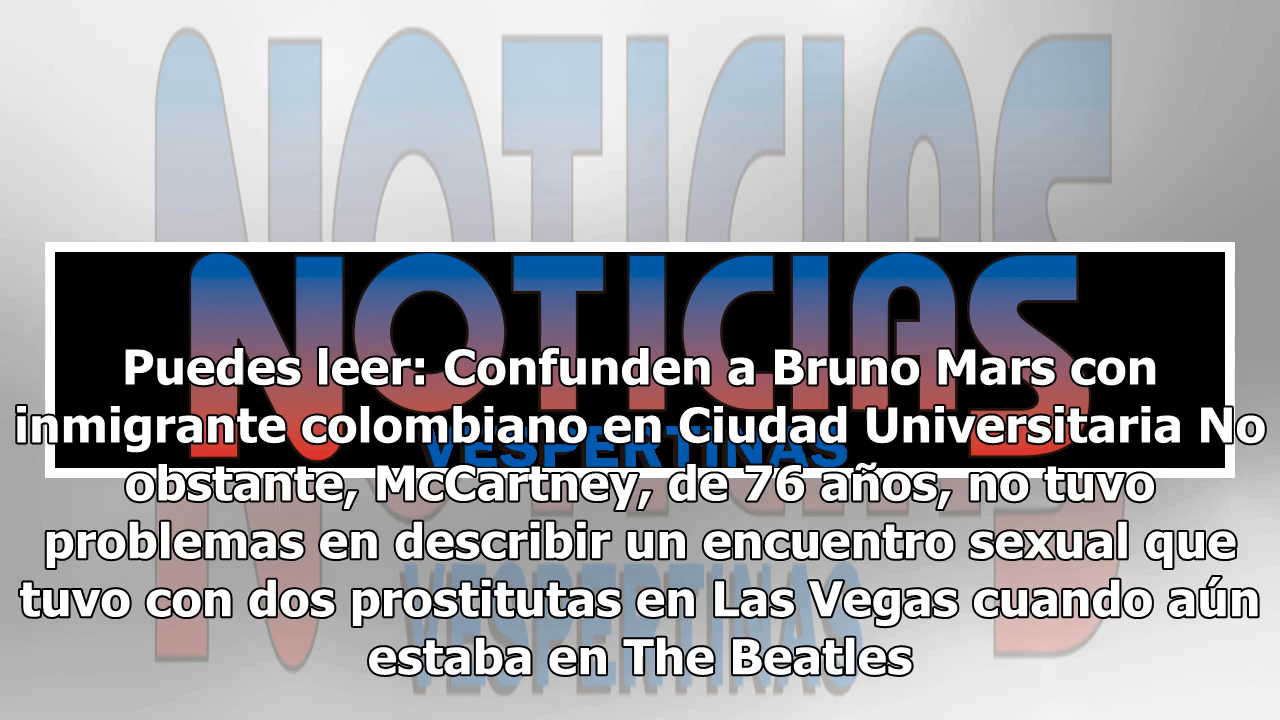 NOTICIAS
VESPERTINAS
NOTICIAS
VESPERTINAS
Puedes leer: Confunden a Bruno Mars con
inmigrante colombiano en Ciudad Universitaria No
obstante, McCartney, de 76 años, no tuvo
problemas en describir un encuentro sexual que
tuvo con dos prostitutas en Las Vegas cuando aún
estaba en The Beatles